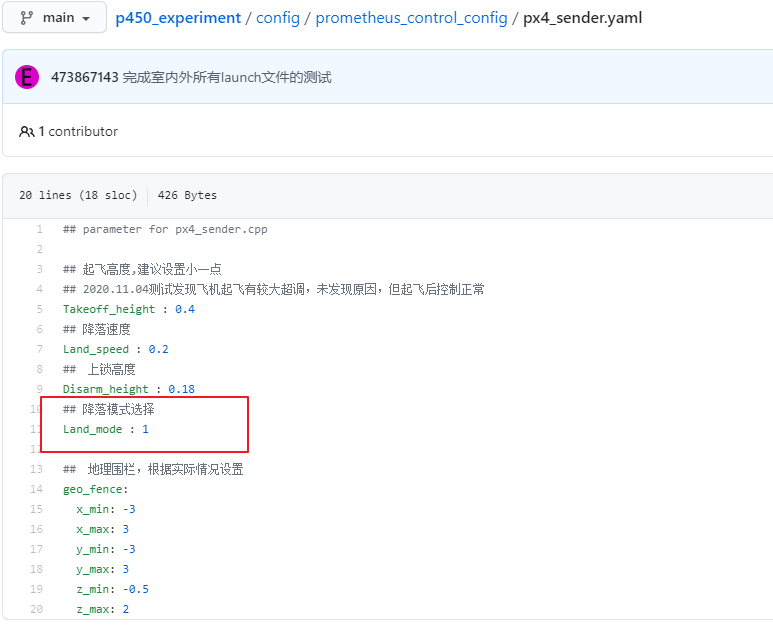 main p450_experiment / config / prometheus_control_config / px4_sender.yaml
E 473867143 完成室内外所有launch文件的测试
1 contributor
20 lines (18 sloc) 426 Bytes
1 ## parameter for px4_sender.cpp
2
3 ## 起飞高度,建议设置小一点
4 ## 2020.11.04测试发现飞机起飞有较大超调，未发现原因，但起飞后控制正常
5 Takeoff_height : 0.4
6 ## 降落速度
7 Land_speed : 0.2
8 ## 上锁高度
9 Disarm_height : 0.18
10 ## 降落模式选择
11 Land_mode : 1
12
13 ## 地理围栏，根据实际情况设置
14 geo_fence:
15 x_min: -3
16 x_max: 3
17 y_min: -3
18 y_max: 3
19 z_min: -0.5
20 z_max: 2